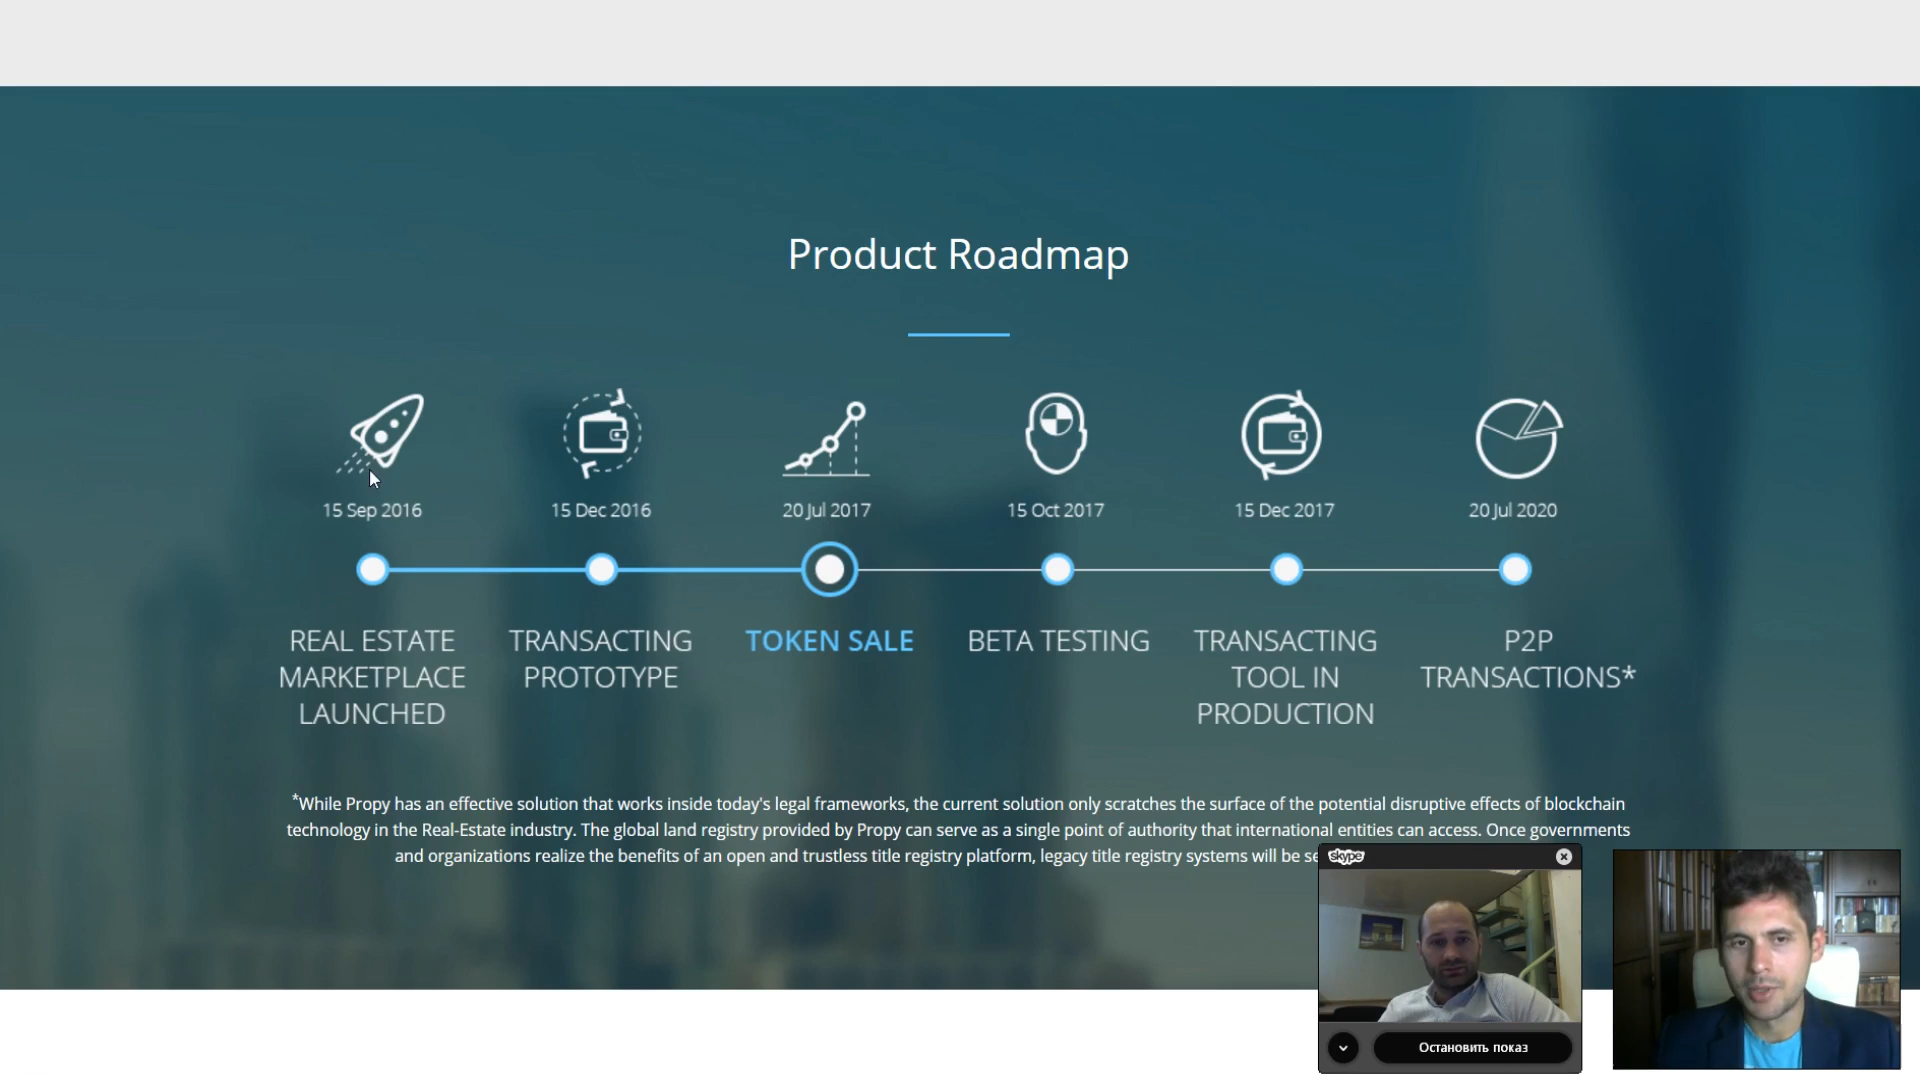 Product Roadmap
15 Sep 2016
15 Dec 2016
20 Jul 2017
15 Oct 2017
15 Dec 2017
20 Jul 2020
REAL ESTATE
MARKETPLACE
LAUNCHED
TRANSACTING
PROTOTYPE
TOKEN SALE
BETA TESTING
TRANSACTING
TOOL IN
PRODUCTION
P2P
TRANSACTIONS*
*While Propy has an effective solution that works inside today's legal frameworks, the current solution only scratches the surface of the potential disruptive effects of blockchain
technology in the Real-Estate industry. The global land registry provided by Propy can serve as a single point of authority that international entities can access. Once governments
and organizations realize the benefits of an open and trustless title registry platform, legacy title registry systems will be
skype
Остановить показ